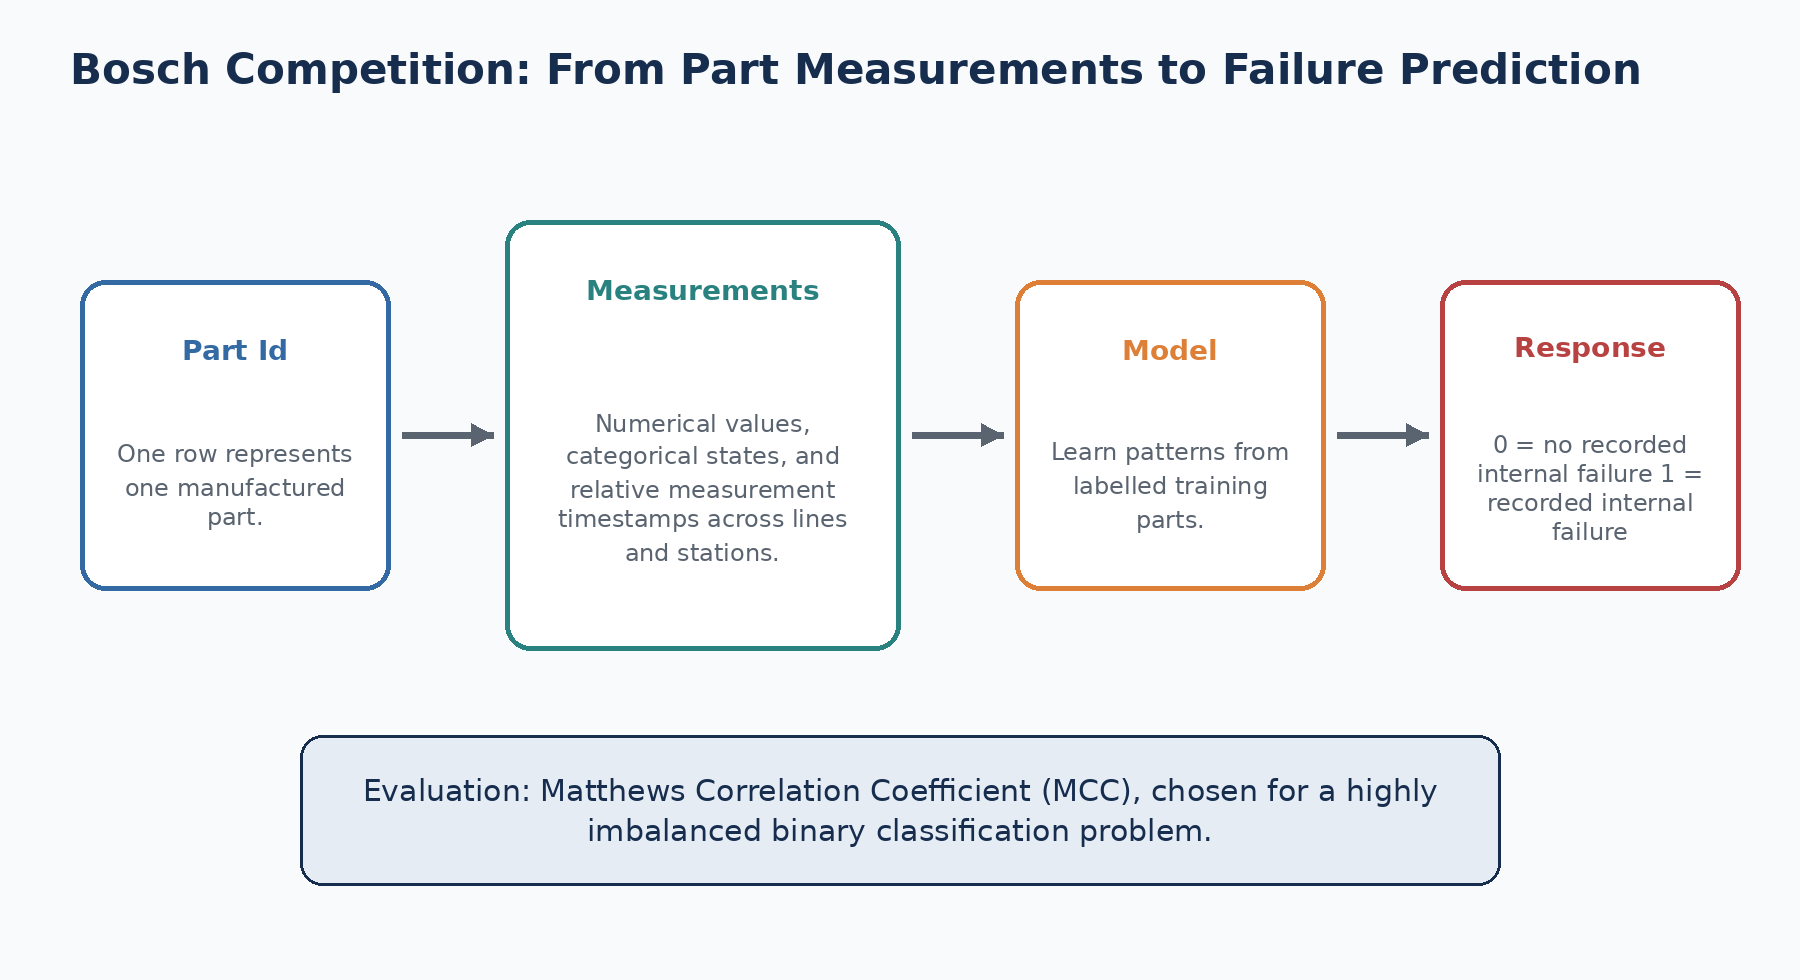 Bosch Competition: From Part Measurements to Failure Prediction
Part Id
One row represents
one manufactured
part.
Measurements
Numerical values,
categorical states, and
relative measurement
timestamps across lines
and stations.
Model
Learn patterns from
labelled training
parts.
Response
0 = no recorded
internal failure 1 =
recorded internal
failure
Evaluation: Matthews Correlation Coefficient (MCC), chosen for a highly
imbalanced binary classification problem.